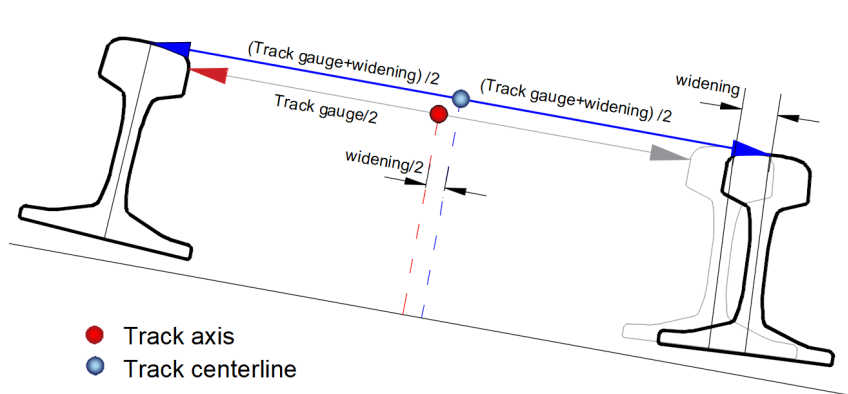 (Track gauge+widening) /2
(Track gauge+widening) /2
widening
Track gauge/2
widening/2
Track axis
Track centerline